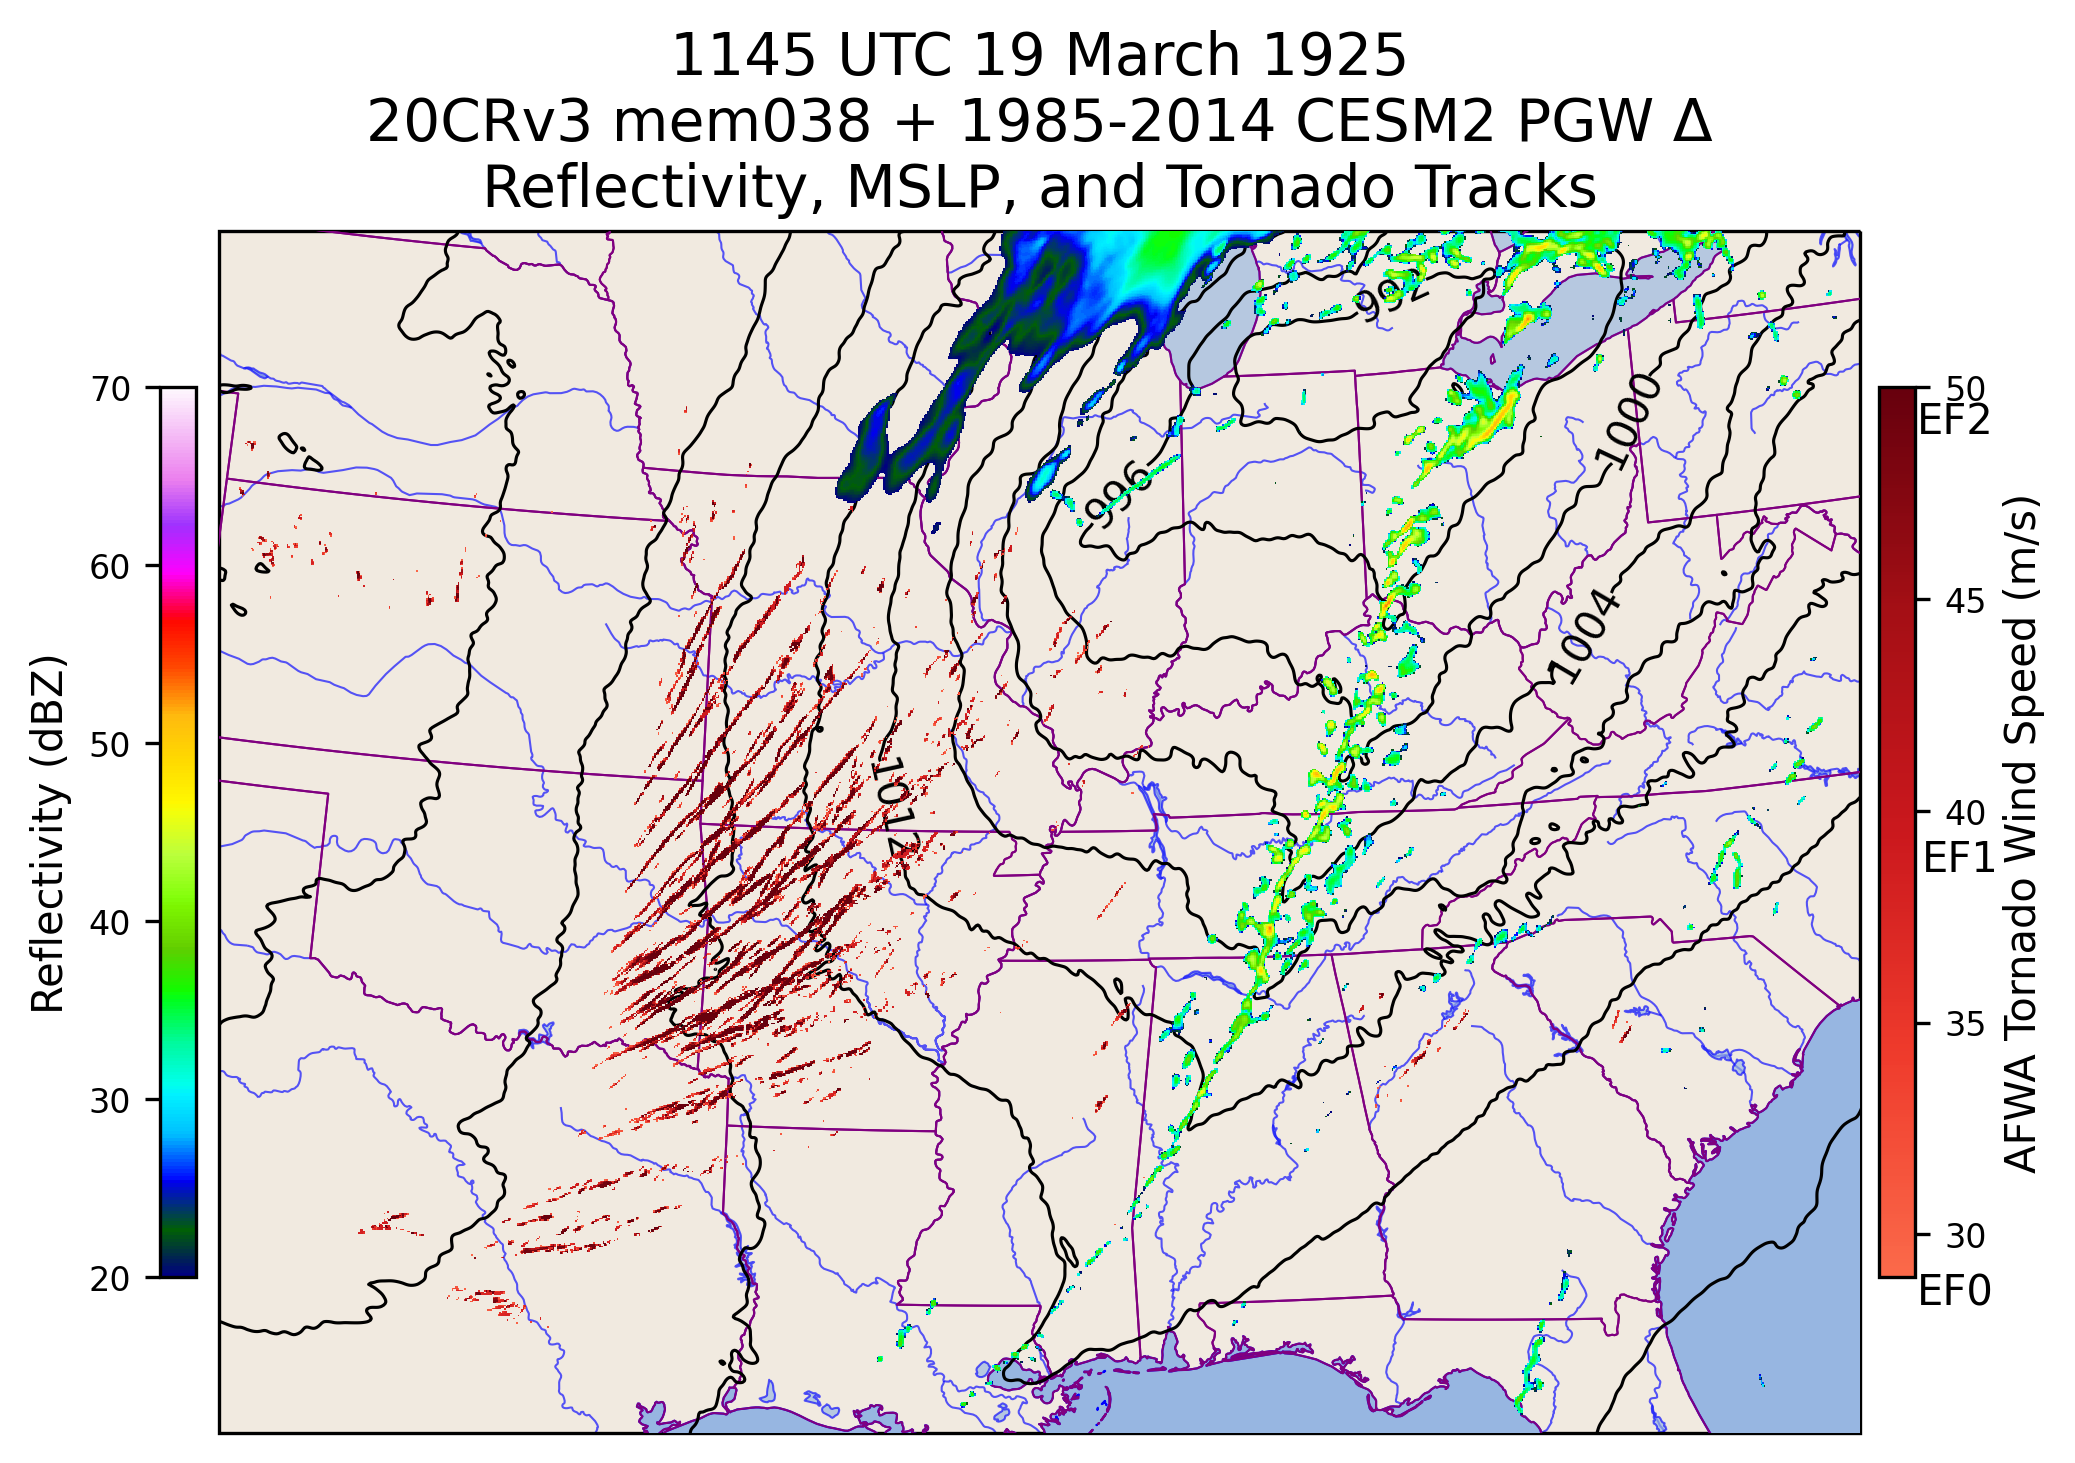 1145 UTC 19 March 1925
20CRv3 mem038 + 1985-2014 CESM2 PGW Δ
Reflectivity, MSLP, and Tornado Tracks
992
1000
996
1004
1012
70
60
50
40
30
20
Reflectivity (dBZ)
50
EF2
45
40
EF1
35
30
EF0
AFWA Tornado Wind Speed (m/s)